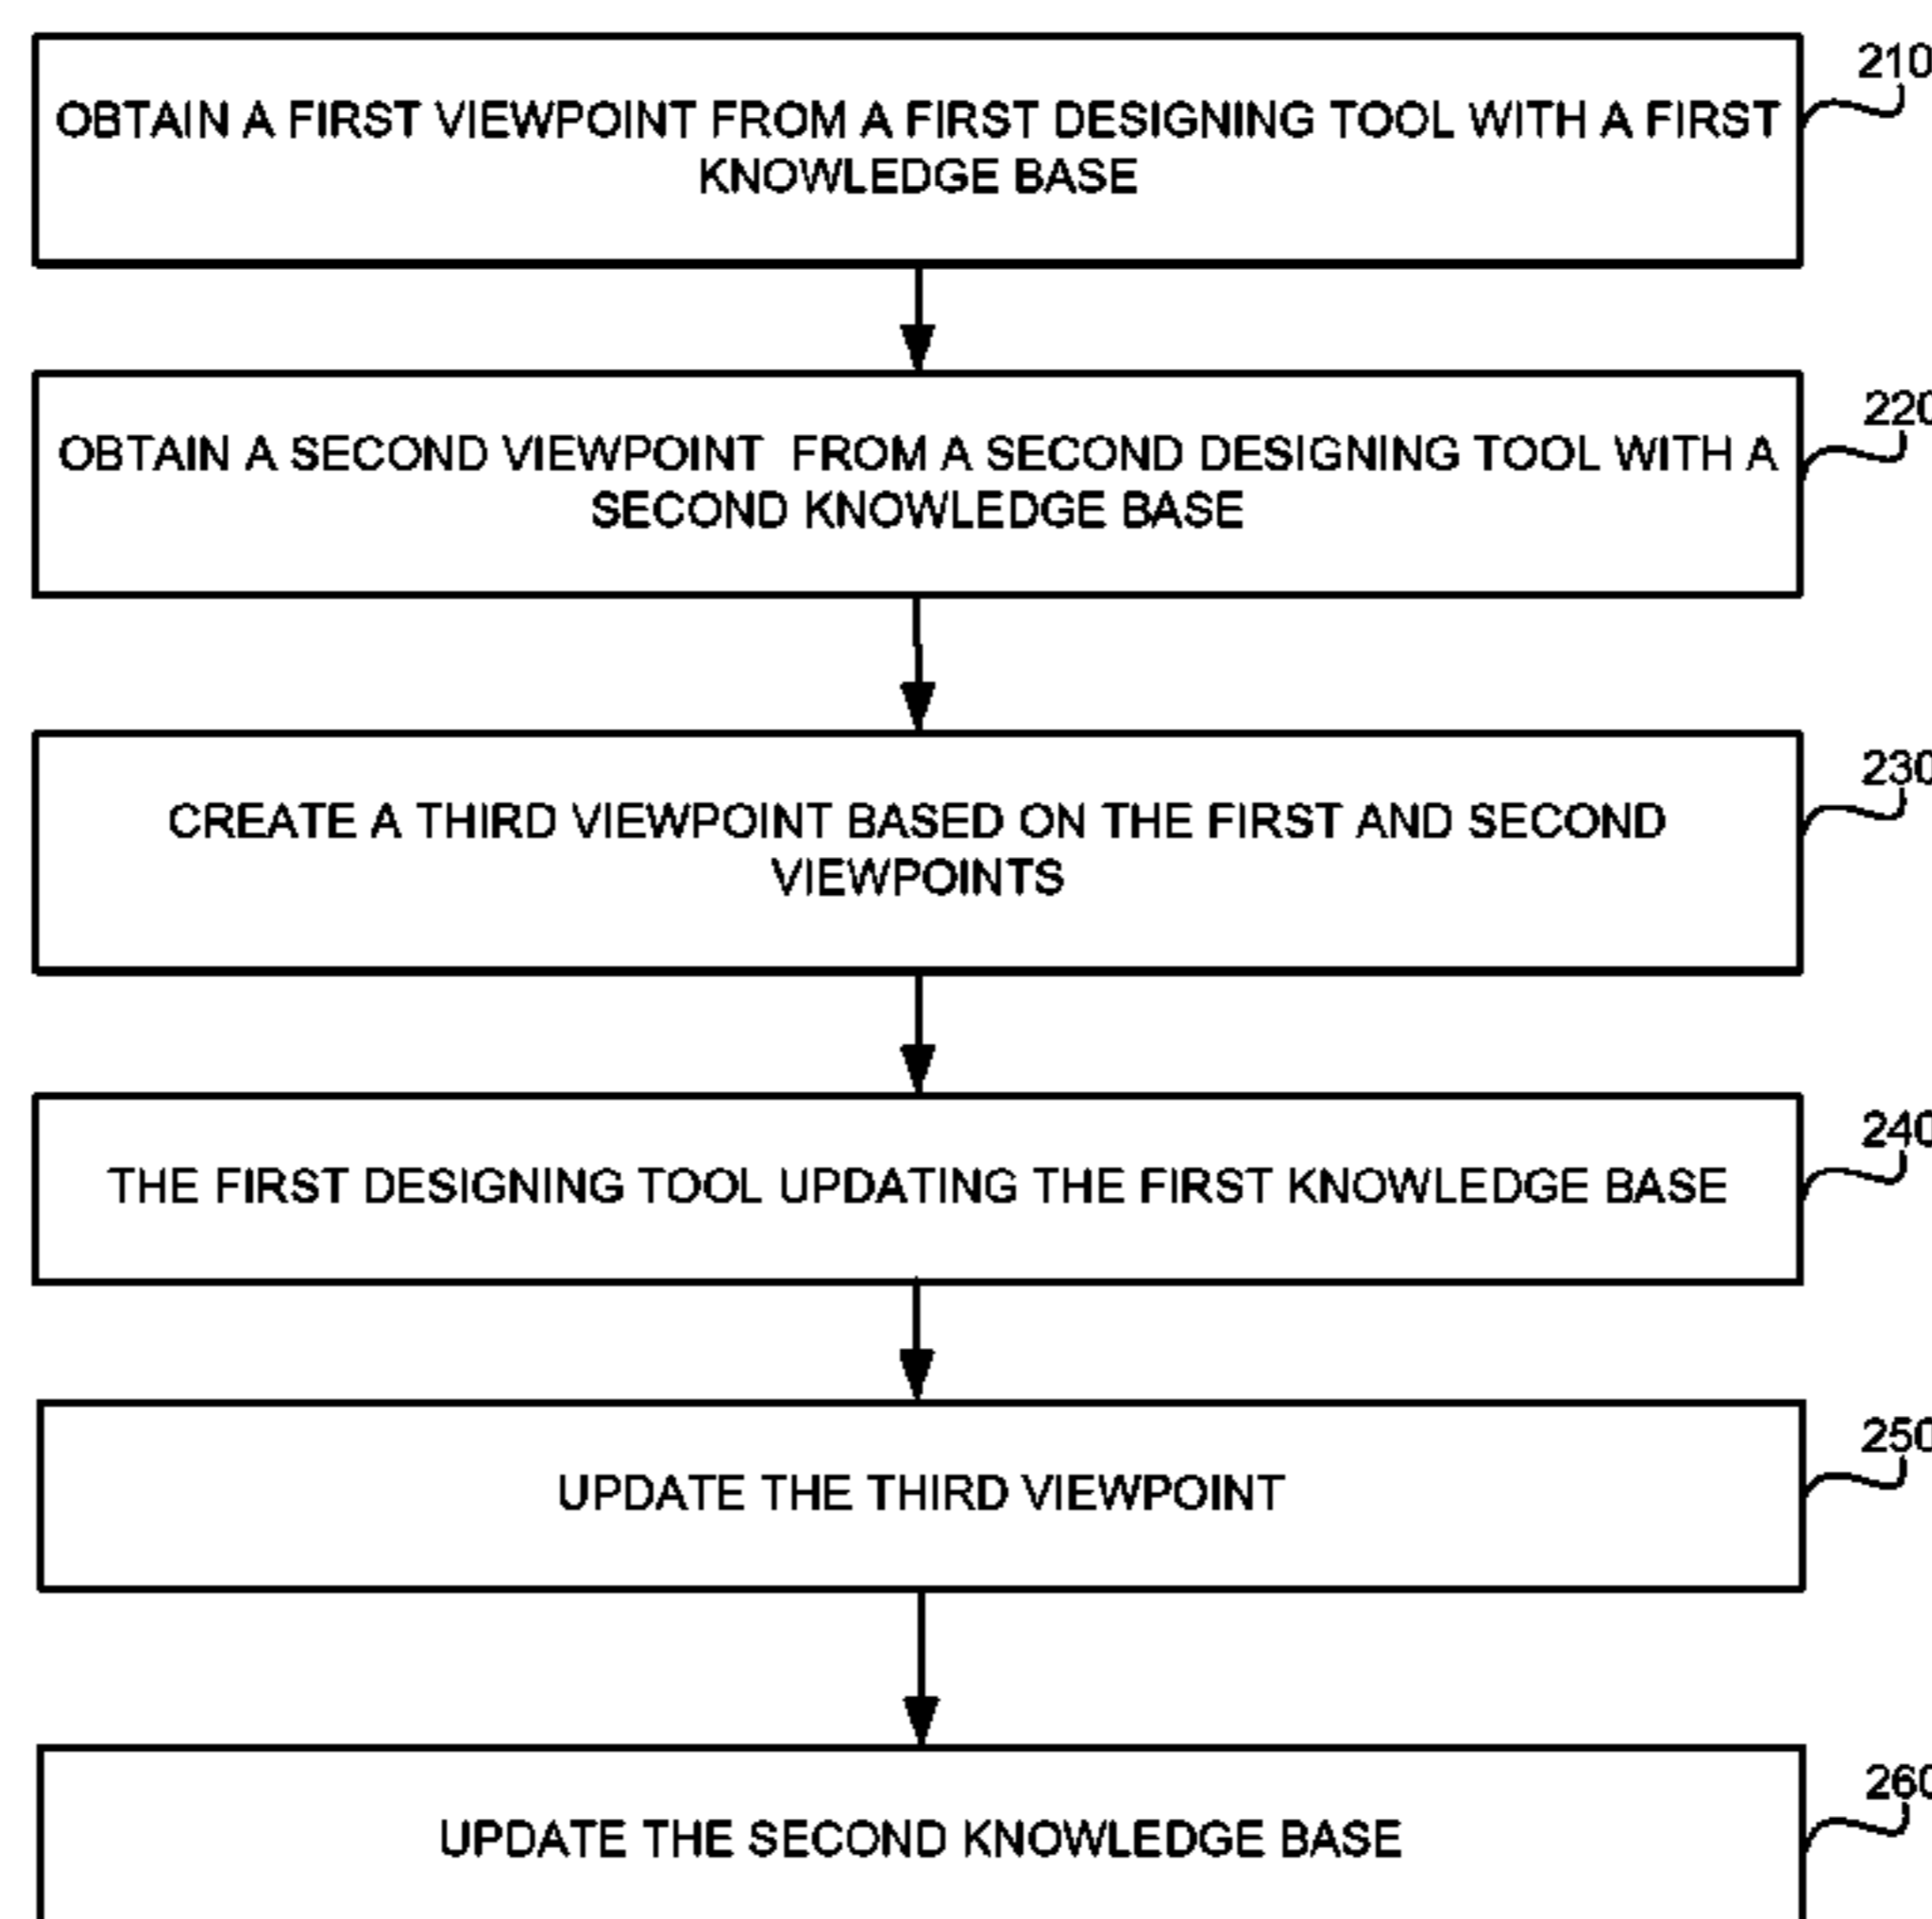 210
OBTAIN A FIRST VIEWPOINT FROM A FIRST DESIGNING TOOL WITH A FIRST
KNOWLEDGE BASE
220
OBTAIN A SECOND VIEWPOINT FROM A SECOND DESIGNING TOOL WITH A
SECOND KNOWLEDGE BASE
230
CREATE A THIRD VIEWPOINT BASED ON THE FIRST AND SECOND
VIEWPOINTS
240
THE FIRST DESIGNING TOOL UPDATING THE FIRST KNOWLEDGE BASE
250
UPDATE THE THIRD VIEWPOINT
260
UPDATE THE SECOND KNOWLEDGE BASE